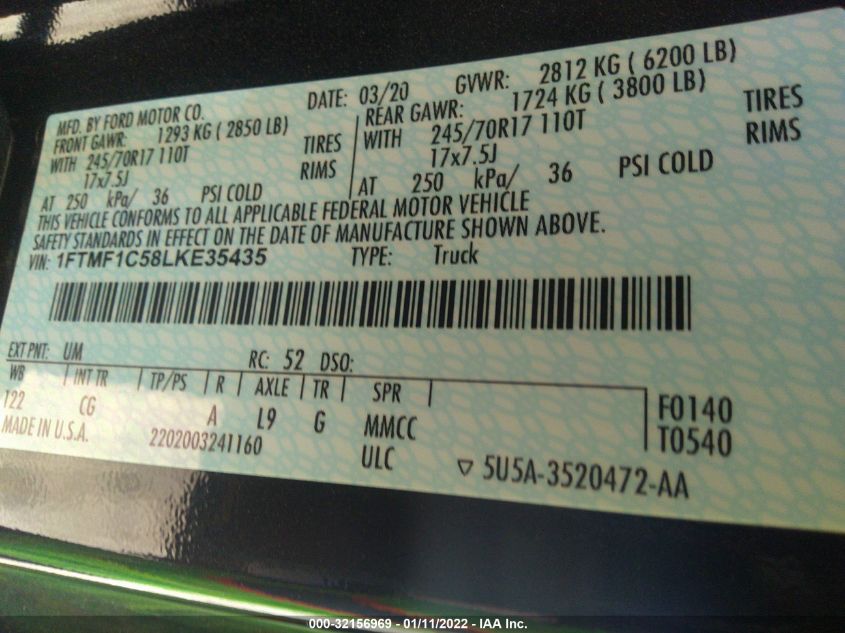 MFD. BY FORD MOTOR CO. DATE: 03/20 GVWR: 2812 KG ( 6200 LB)
FRONT GAWR: 1293 KG ( 2850 LB) REAR GAWR: 1724 KG ( 3800 LB)
WITH 245/70R17 110T TIRES WITH 245/70R17 110T TIRES
17x7.5J RIMS 17x7.5J RIMS
AT 250 kPa/ 36 PSI COLD AT 250 kPa/ 36 PSI COLD
THIS VEHICLE CONFORMS TO ALL APPLICABLE FEDERAL MOTOR VEHICLE
SAFETY STANDARDS IN EFFECT ON THE DATE OF MANUFACTURE SHOWN ABOVE.
VIN: 1FTMF1C58LKE35435 TYPE: Truck
EXT PNT: UM RC: 52 DSO:
WB | INT TR | TP/PS | R | AXLE | TR | SPR |
122 CG A L9 G MMCC F0140
MADE IN U.S.A. 2202003241160 ULC T0540
▽ 5U5A-3520472-AA
000-32156969 - 01/11/2022 - IAA Inc.